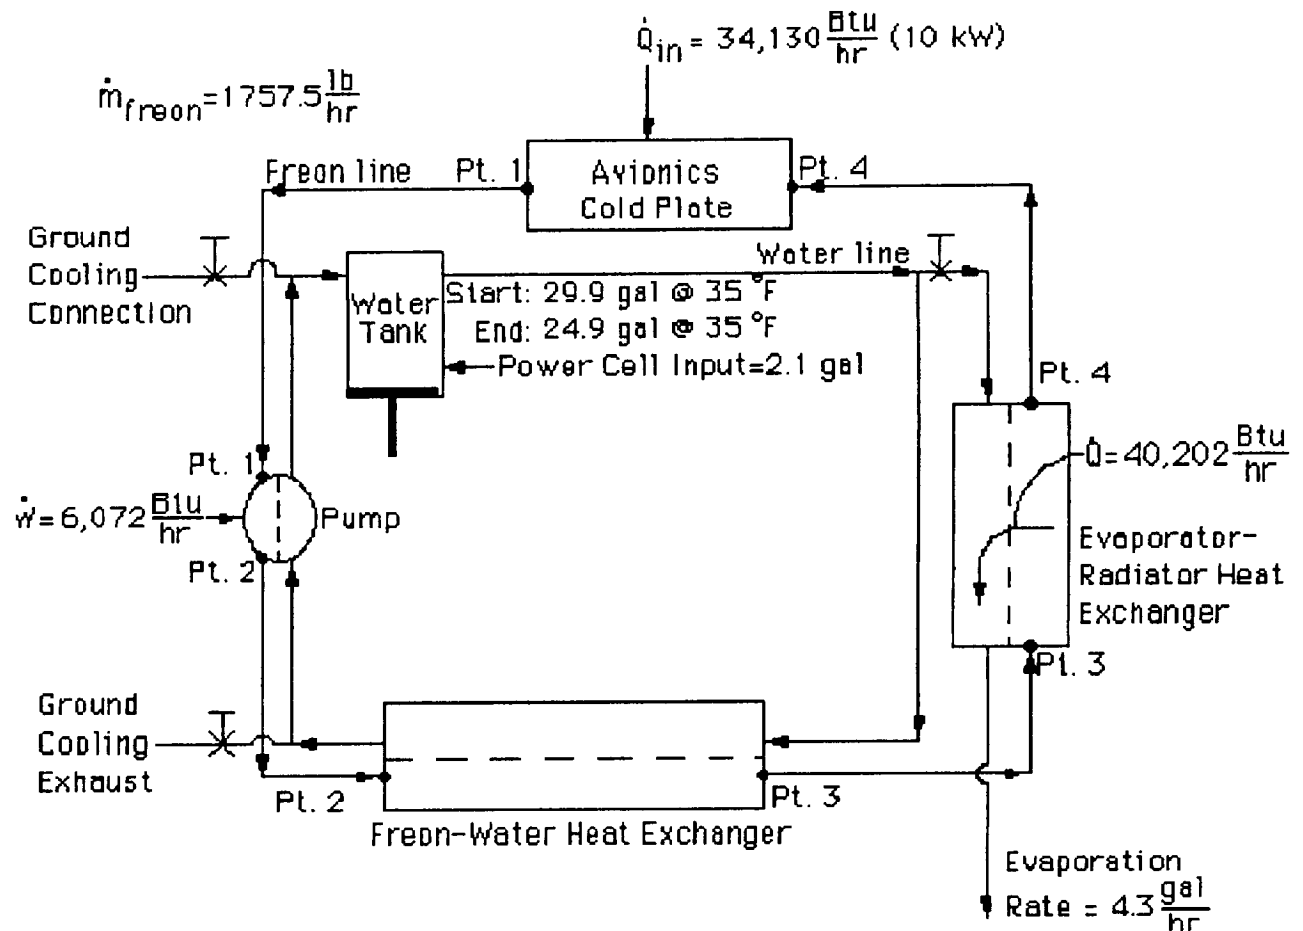 Q̇in = 34,130 Btu/hr (10 kW)
ṁfreon=1757.5 lb/hr
Freon line
Pt. 1
Avionics
Cold Plate
Pt. 4
Ground
Cooling
Connection
Water
Tank
Water line
Start: 29.9 gal @ 35 °F
End: 24.9 gal @ 35 °F
Power Cell Input=2.1 gal
Pt. 4
Pt. 1
ẇ=6,072 Btu/hr
Pump
Pt. 2
Q̇=40,202 Btu/hr
Evaporator-
Radiator Heat
Exchanger
Pt. 3
Ground
Cooling
Exhaust
Pt. 2
Pt. 3
Freon-Water Heat Exchanger
Evaporation
Rate = 4.3 gal/hr